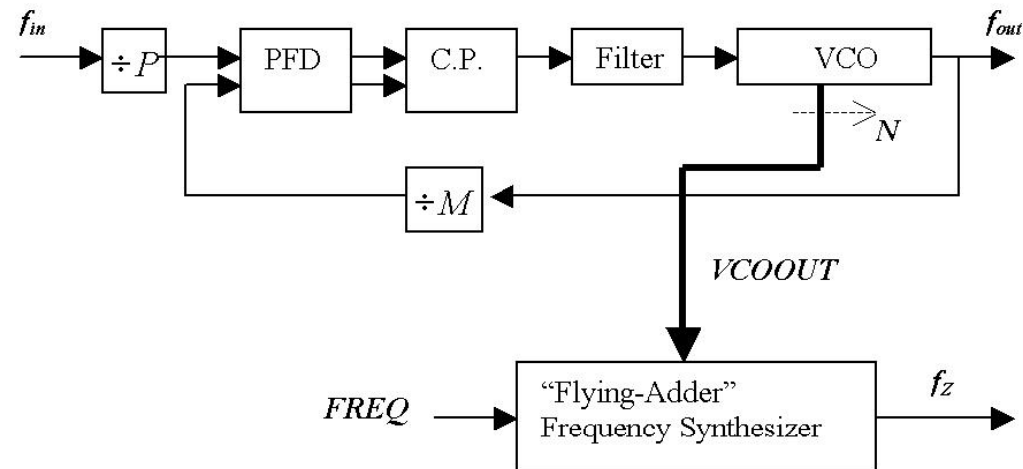 f_in
f_out
÷P
PFD
C.P.
Filter
VCO
N
÷M
VCOOUT
FREQ
“Flying-Adder”
Frequency Synthesizer
f_Z